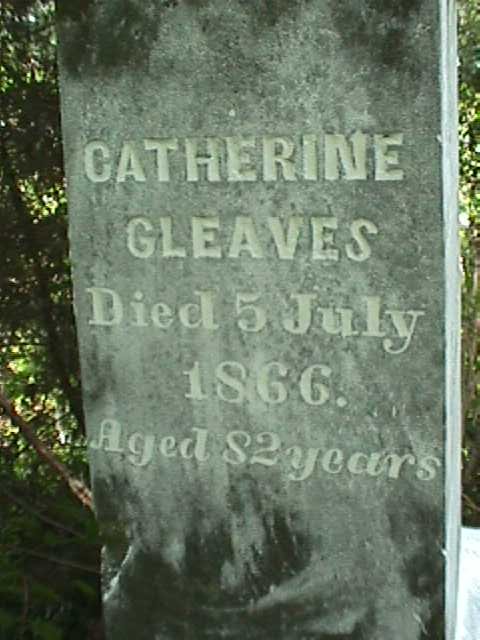 CATHERINE
GLEAVES
Died 5 July
1866.
Aged 82 years